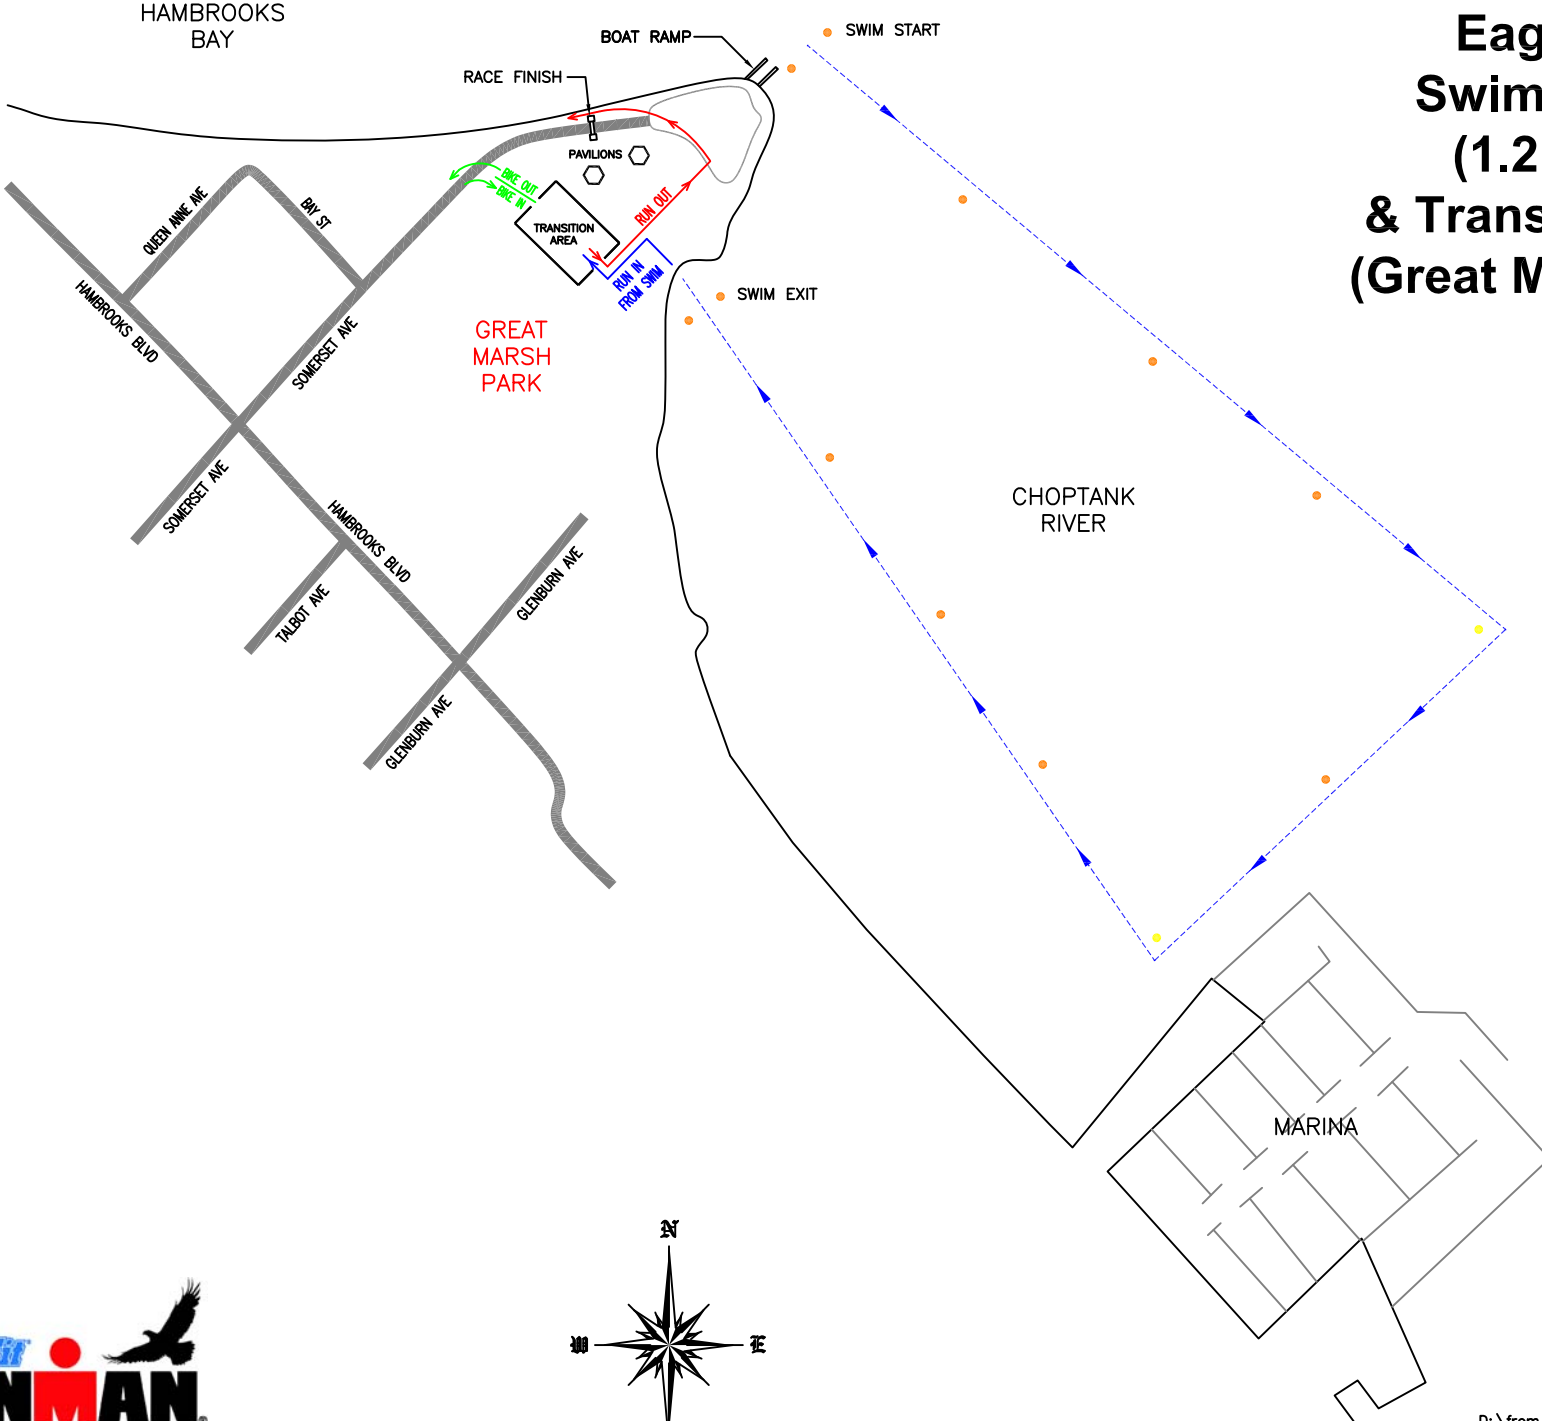 HAMBROOKS
BAY
BOAT RAMP
SWIM START
RACE FINISH
Eag
Swim
(1.2
& Trans
(Great M
PAVILIONS
BIKE OUT
BIKE IN
TRANSITION
AREA
RUN OUT
RUN IN
FROM SWIM
SWIM EXIT
QUEEN ANNE AVE
BAY ST
HAMBROOKS BLVD
SOMERSET AVE
GREAT
MARSH
PARK
SOMERSET AVE
HAMBROOKS BLVD
TALBOT AVE
GLENBURN AVE
GLENBURN AVE
CHOPTANK
RIVER
MARINA
N
W
E
NMAN
D:\from